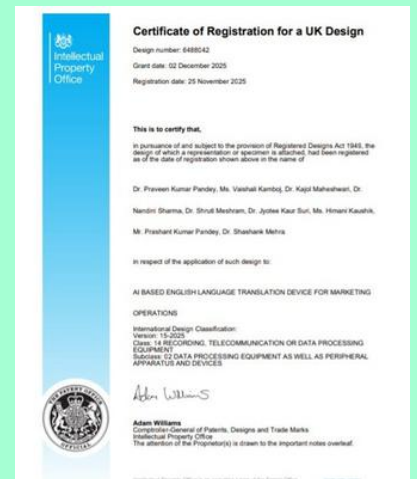 Intellectual
Property
Office
Certificate of Registration for a UK Design
Design number: 6488042
Grant date: 02 December 2025
Registration date: 25 November 2025
This is to certify that,
in pursuance of and subject to the provision of Registered Designs Act 1949, the
design of which a representation or specimen is attached, had been registered
as of the date of registration shown above in the name of
Dr. Praveen Kumar Pandey, Ms. Vaishali Kamboj, Dr. Kajol Maheshwari, Dr.
Nandini Sharma, Dr. Shruti Meshram, Dr. Jyotee Kaur Suri, Ms. Himani Kaushik,
Mr. Prashant Kumar Pandey, Dr. Shashank Mehra
in respect of the application of such design to:
AI BASED ENGLISH LANGUAGE TRANSLATION DEVICE FOR MARKETING
OPERATIONS
International Design Classification:
Version: 15-2025
Class: 14 RECORDING, TELECOMMUNICATION OR DATA PROCESSING
EQUIPMENT
Subclass: 02 DATA PROCESSING EQUIPMENT AS WELL AS PERIPHERAL
APPARATUS AND DEVICES
Adam Williams
Adam Williams
Comptroller-General of Patents, Designs and Trade Marks
Intellectual Property Office
The attention of the Proprietor(s) is drawn to the important notes overleaf.
THE PATENT OFFICE
OFFICIAL